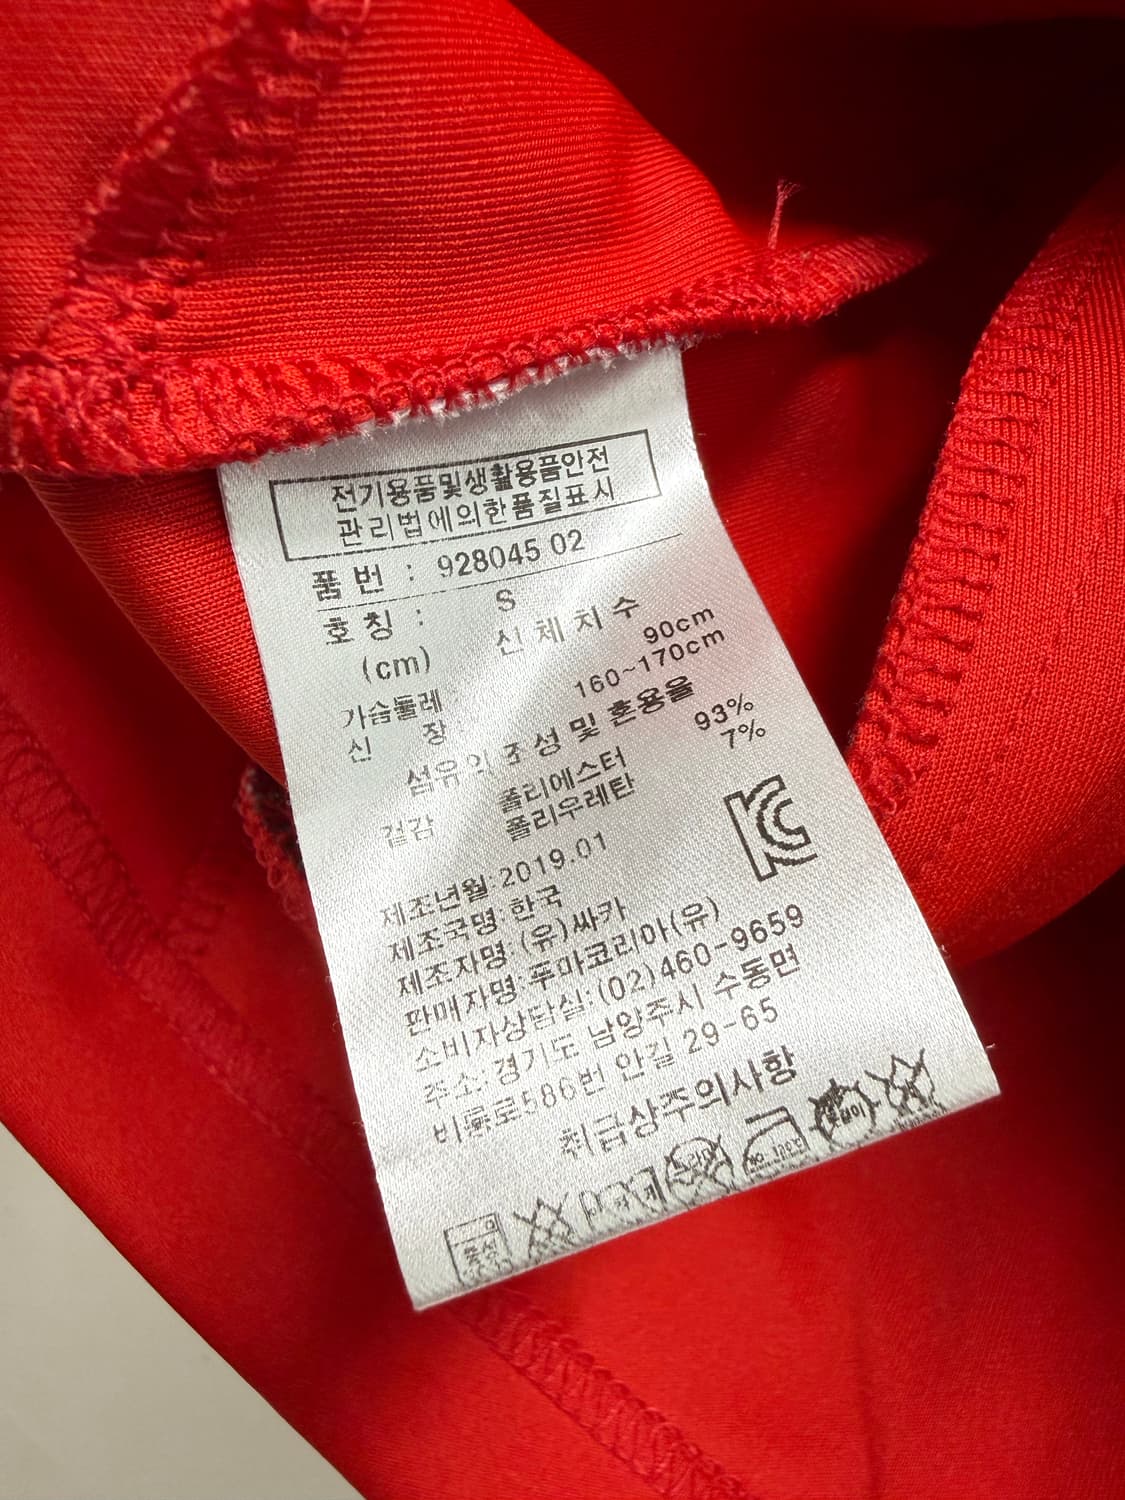 전기용품및생활용품안전
관리법에의한품질표시
품 번 : 928045 02
호 칭 : S
(cm) 신체치수
가슴둘레 90cm
신 장 160~170cm
섬유의조성 및 혼용율
겉감 폴리에스터 93%
폴리우레탄 7%
제조년월:2019.01
제조국명:한국
제조자명:(유)싸카
판매자명:푸마코리아(유)
소비자상담실:(02)460-9659
주소:경기도 남양주시 수동면
비룡로586번 안길 29-65
취급상주의사항